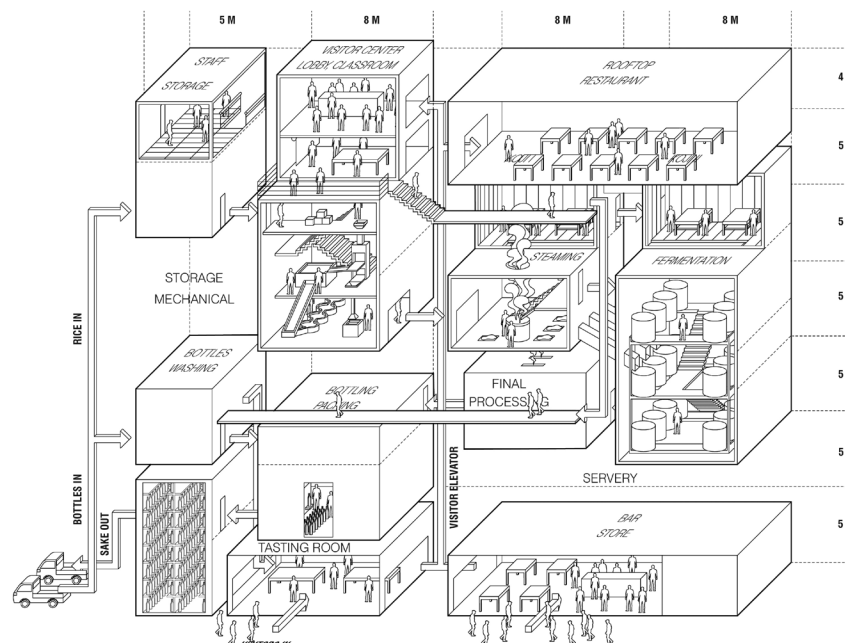 5 M
8 M
8 M
8 M
STAFF
STORAGE
VISITOR CENTER
LOBBY CLASSROOM
ROOFTOP
RESTAURANT
4
5
5
5
5
5
5
STEAMING
FERMENTATION
STORAGE
MECHANICAL
RICE IN
BOTTLES
WASHING
BOTTLING
PACKING
FINAL
PROCESSING
SERVERY
BOTTLES IN
SAKE OUT
VISITOR ELEVATOR
TASTING ROOM
BAR
STORE